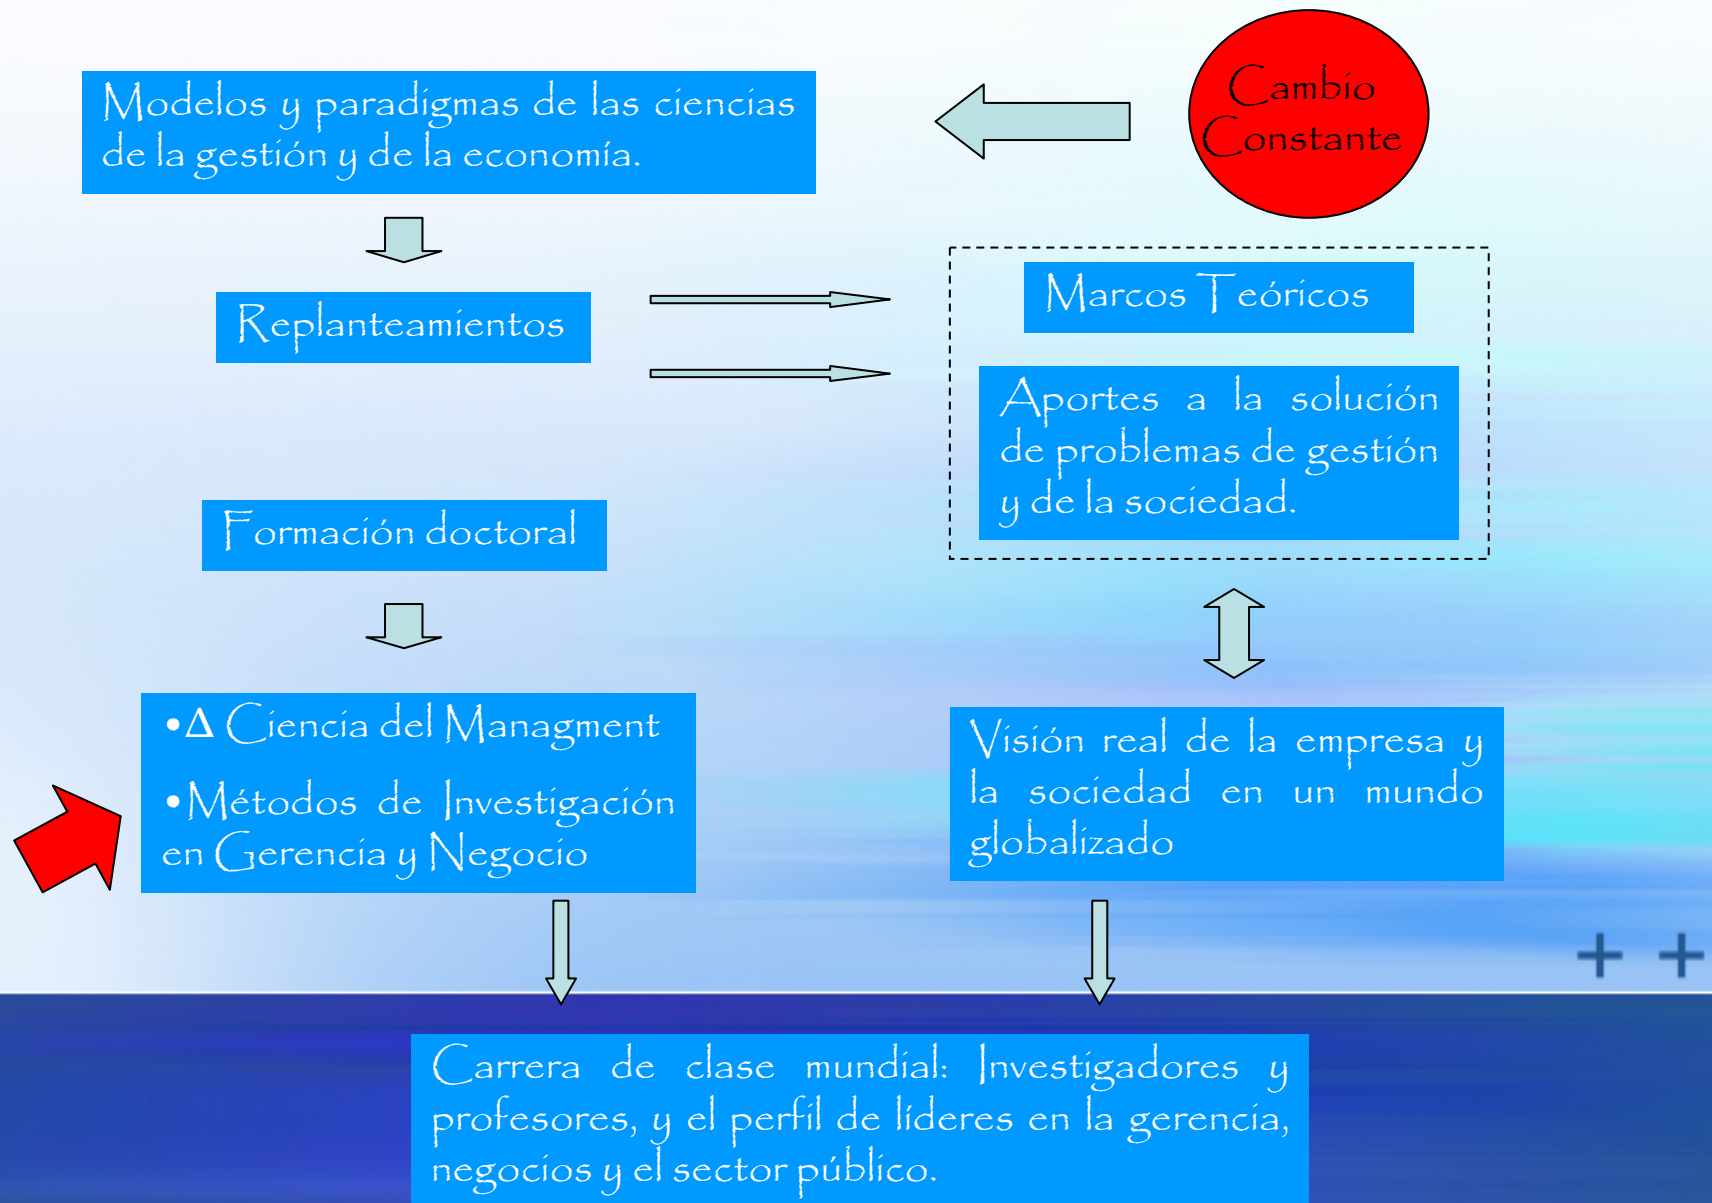 Cambio
Constante
Modelos y paradigmas de las ciencias
de la gestión y de la economía.
Replanteamientos
Marcos Teóricos
Aportes a la solución
de problemas de gestión
y de la sociedad.
Formación doctoral
•Δ Ciencia del Managment
•Métodos de Investigación
en Gerencia y Negocio
Visión real de la empresa y
la sociedad en un mundo
globalizado
Carrera de clase mundial: Investigadores y
profesores, y el perfil de líderes en la gerencia,
negocios y el sector público.